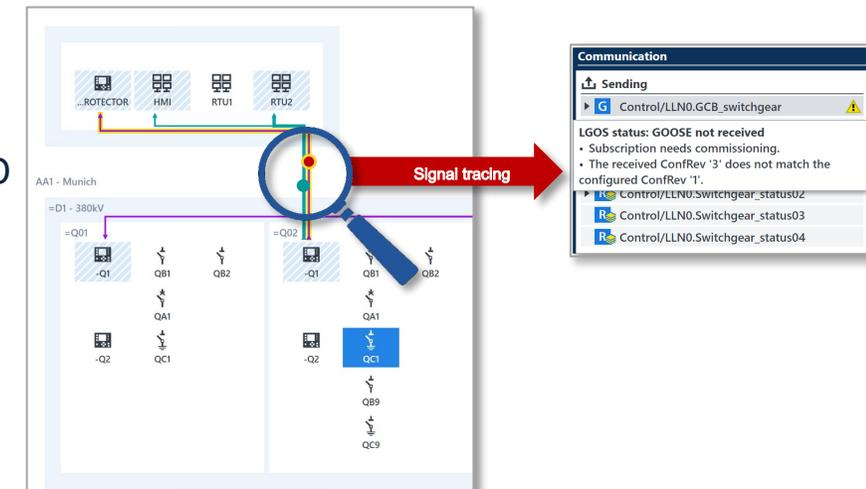 ...ROTECTOR
HMI
RTU1
RTU2
AA1 - Munich
=D1 - 380kV
=Q01
-Q1
QB1
QB2
QA1
-Q2
QC1
=Q02
-Q1
QB1
QB2
QA1
-Q2
QC1
QB9
QC9
Signal tracing
Communication
Sending
G Control/LLN0.GCB_switchgear
LGOS status: GOOSE not received
• Subscription needs commissioning.
• The received ConfRev '3' does not match the
configured ConfRev '1'.
R Control/LLN0.Switchgear_status02
R Control/LLN0.Switchgear_status03
R Control/LLN0.Switchgear_status04